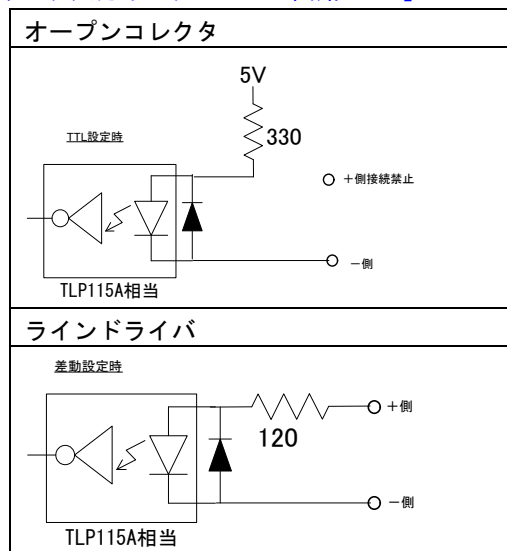 オープンコレクタ
5V
TTL設定時
330
+側接続禁止
-側
TLP115A相当
ラインドライバ
差動設定時
+側
120
-側
TLP115A相当